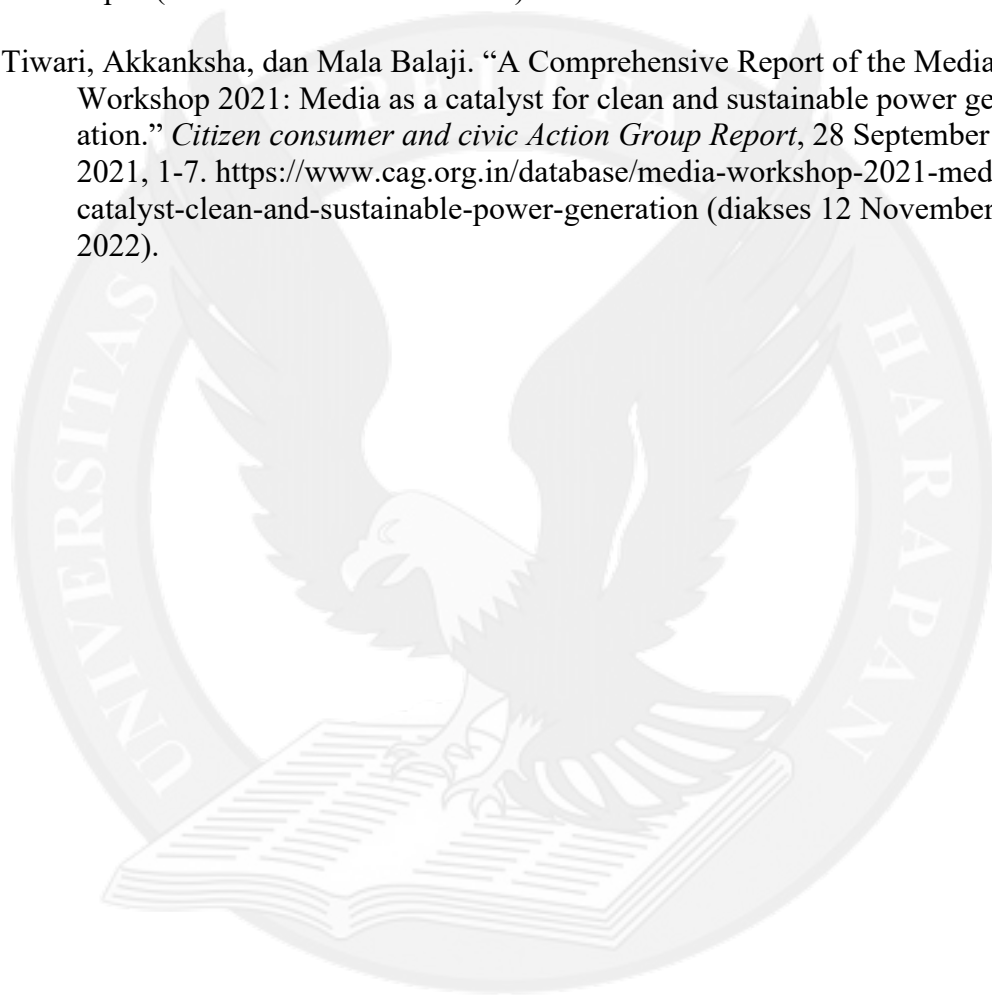 Tiwari, Akkanksha, dan Mala Balaji. “A Comprehensive Report of the Media
Workshop 2021: Media as a catalyst for clean and sustainable power ge
ation.” Citizen consumer and civic Action Group Report, 28 September
2021, 1-7. https://www.cag.org.in/database/media-workshop-2021-med
catalyst-clean-and-sustainable-power-generation (diakses 12 November
2022).
UNIVERSITAS
PELITA
HARAPAN